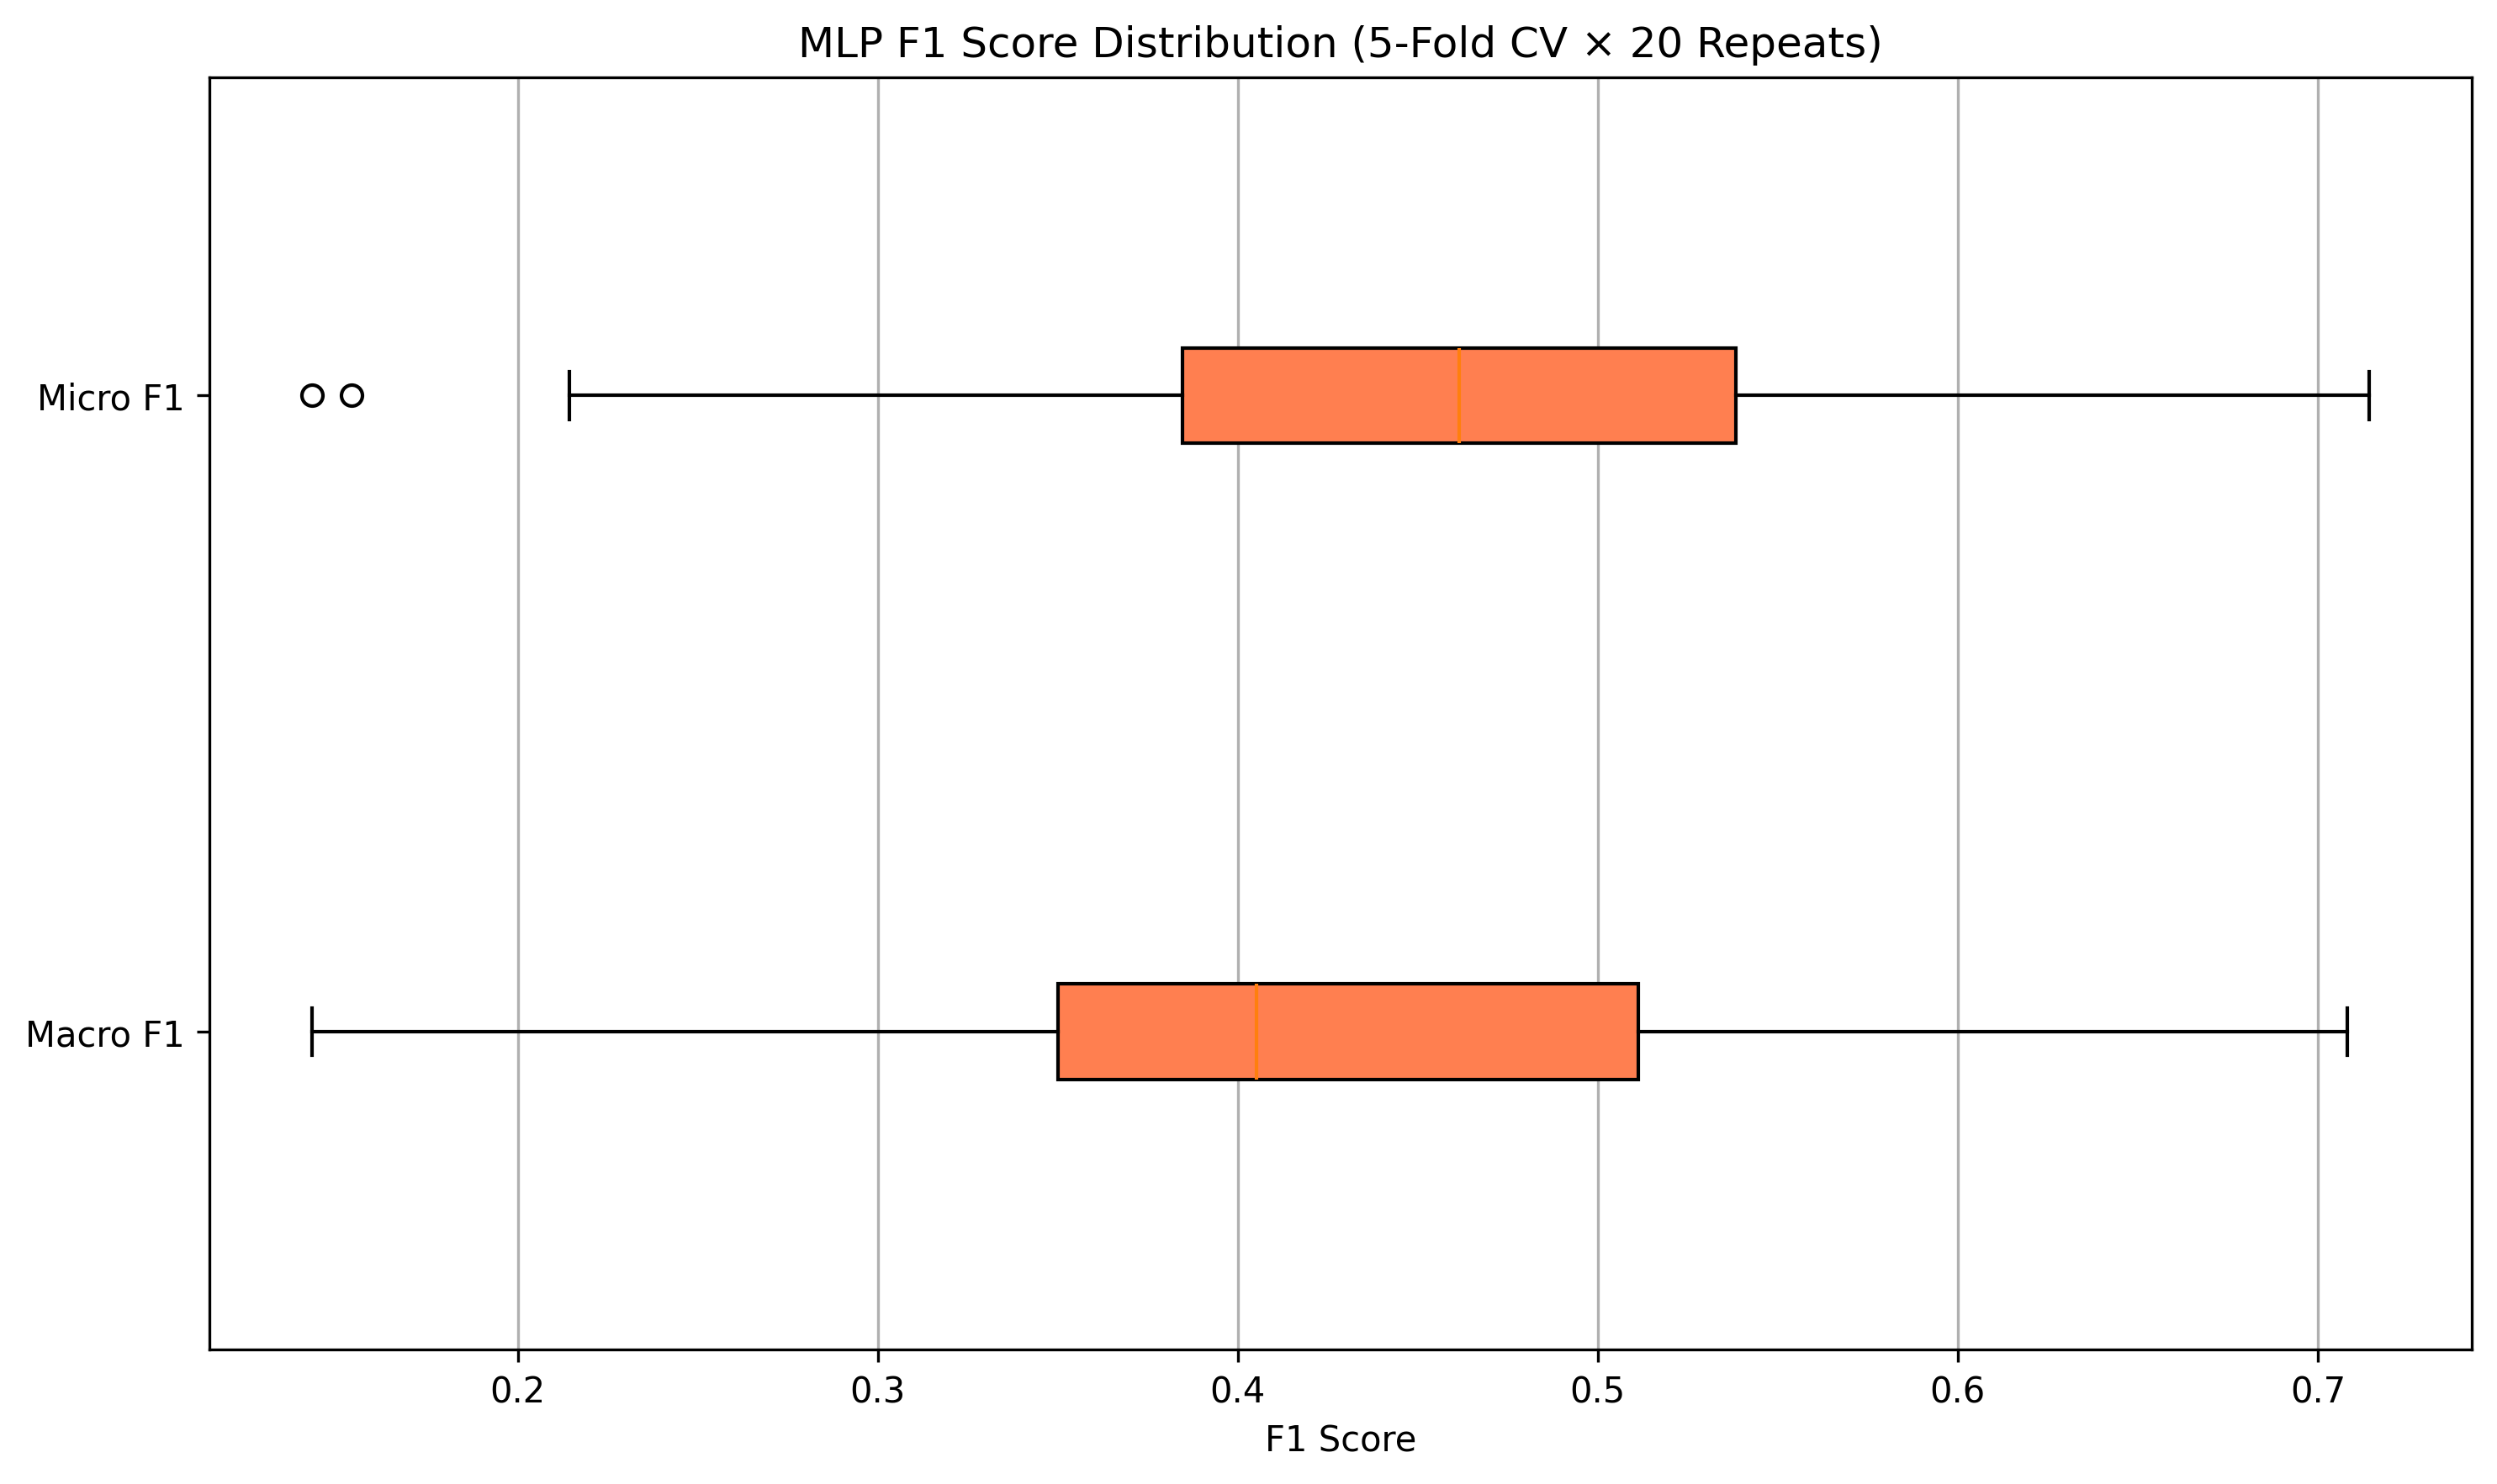 MLP F1 Score Distribution (5-Fold CV × 20 Repeats)
Micro F1
Macro F1
0.2 0.3 0.4 0.5 0.6 0.7
F1 Score